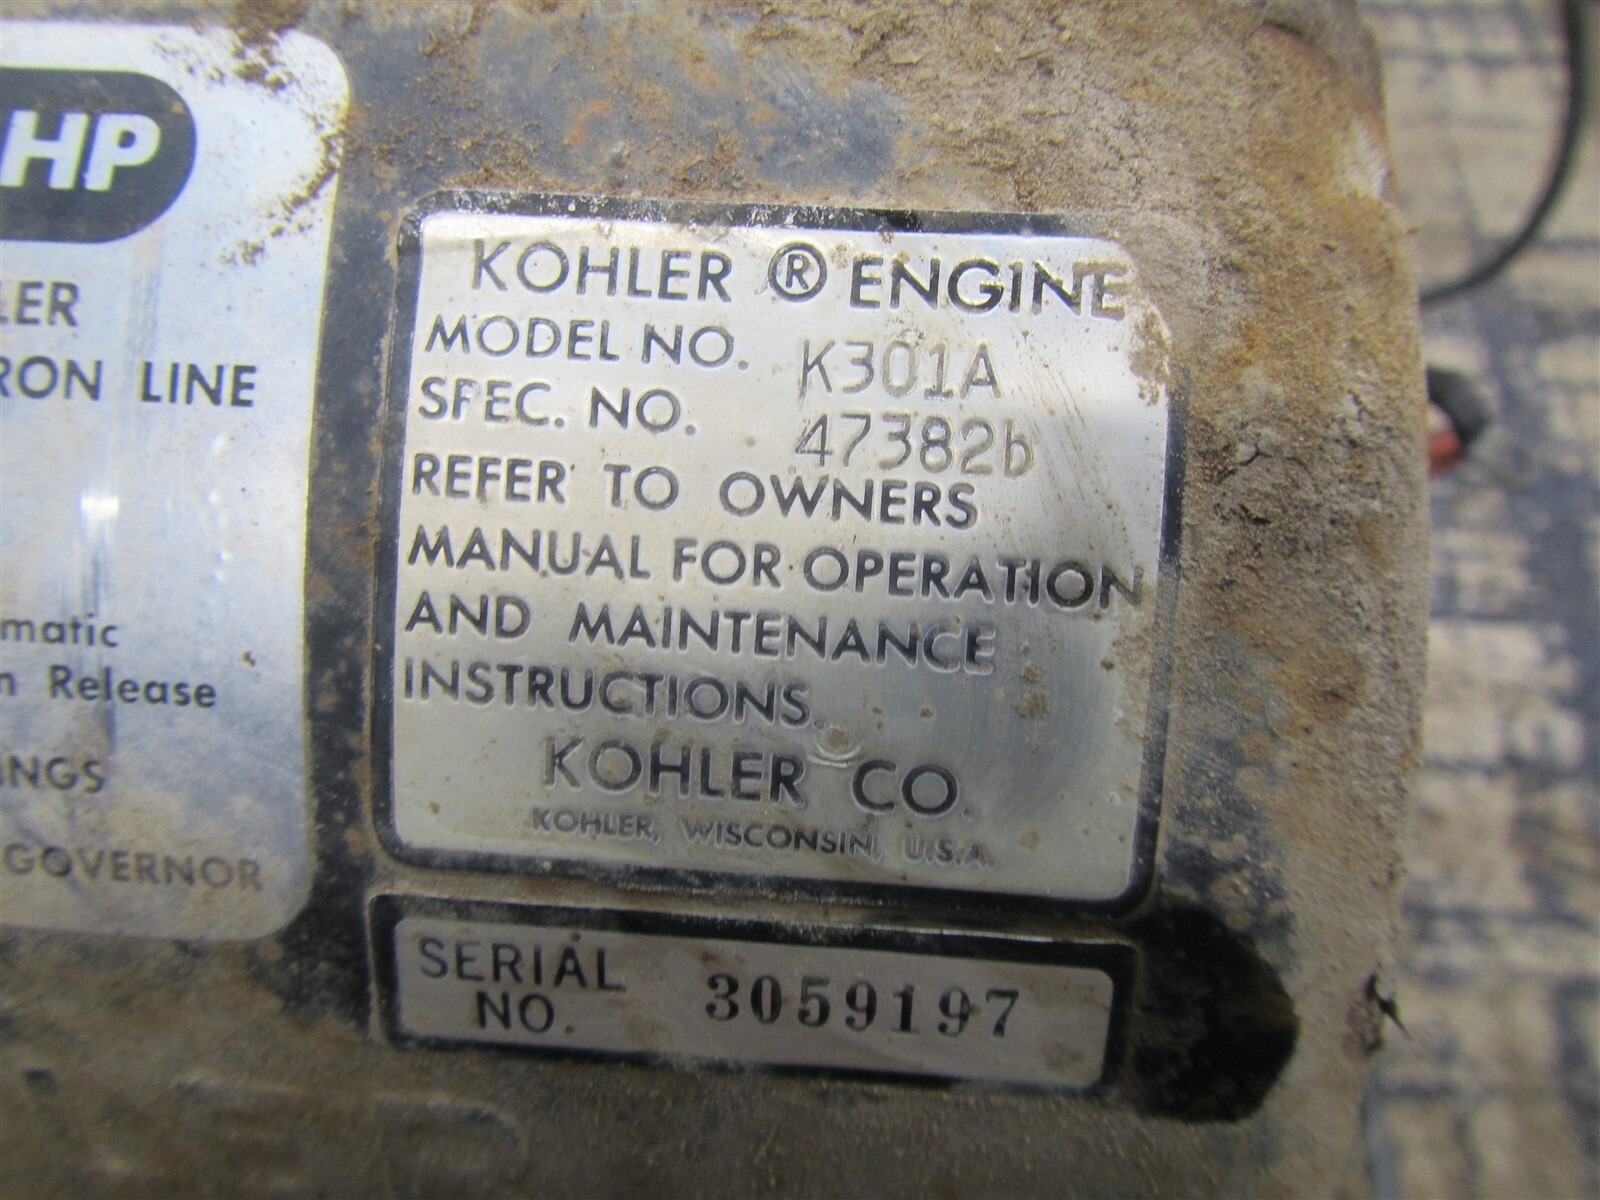 HP
LER
RON LINE
matic
n Release
INGS
GOVERNOR
KOHLER ® ENGINE
MODEL NO. K301A
SPEC. NO. 47382b
REFER TO OWNERS
MANUAL FOR OPERATION
AND MAINTENANCE
INSTRUCTIONS.
KOHLER CO.
KOHLER, WISCONSIN, U.S.A.
SERIAL
NO. 3059197